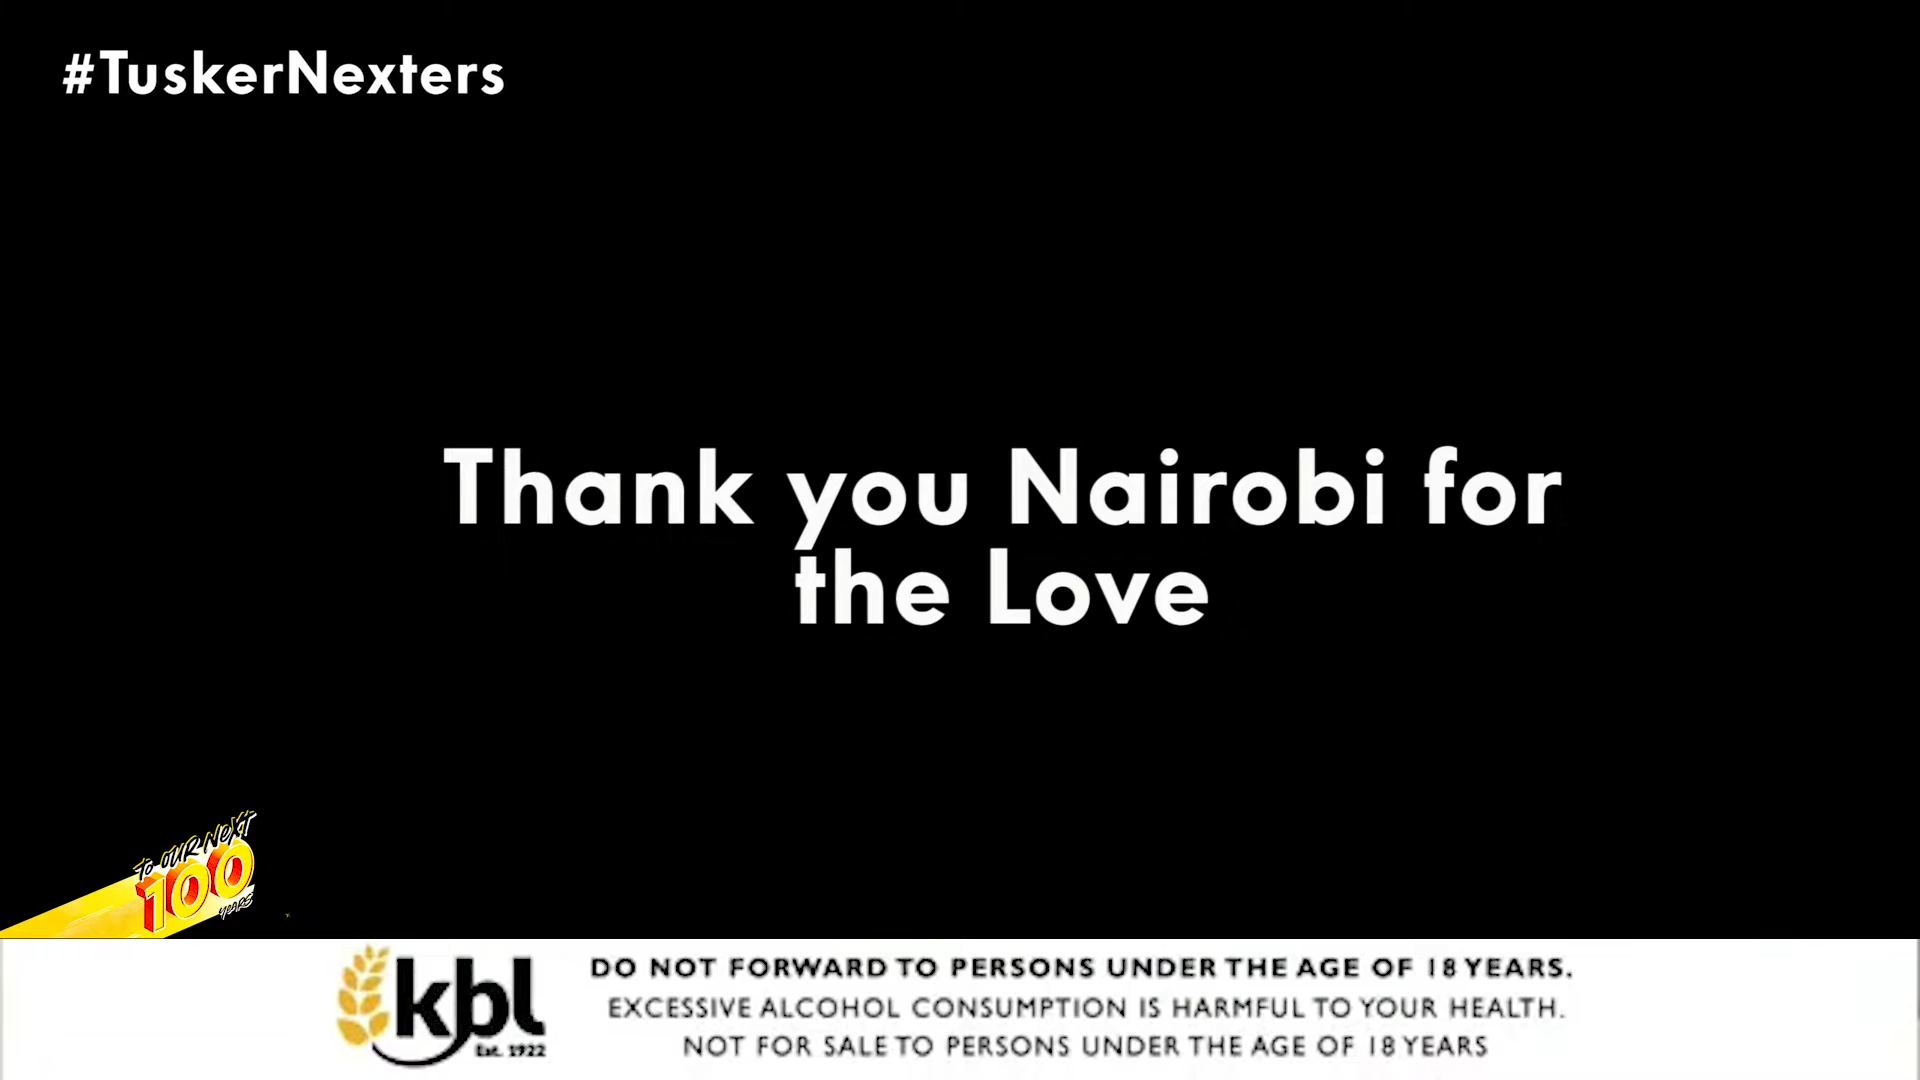 #TuskerNexters
Thank you Nairobi for
the Love
To OUR NeXT
100
YEARS
kbl
Est. 1922
DO NOT FORWARD TO PERSONS UNDER THE AGE OF 18 YEARS.
EXCESSIVE ALCOHOL CONSUMPTION IS HARMFUL TO YOUR HEALTH.
NOT FOR SALE TO PERSONS UNDER THE AGE OF 18 YEARS